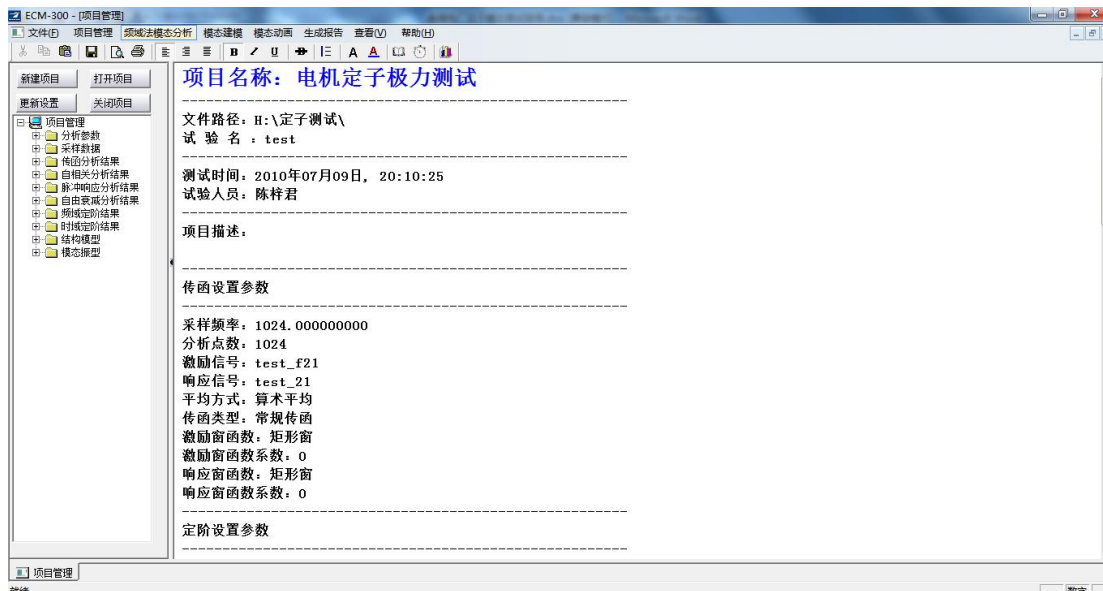 ECM-300 - [项目管理]
文件(F) 项目管理 频域法模态分析 模态建模 模态动画 生成报告 查看(V) 帮助(H)
B I U A A
新建项目 打开项目
更新设置 关闭项目
项目管理
分析参数
采样数据
传函分析结果
自相关分析结果
脉冲响应分析结果
自由衰减分析结果
频域定阶结果
时域定阶结果
结构模型
模态振型
项目名称：电机定子极力测试
文件路径：H:\定子测试\
试 验 名 ：test
测试时间：2010年07月09日，20:10:25
试验人员：陈梓君
项目描述：
传函设置参数
采样频率：1024.000000000
分析点数：1024
激励信号：test_f21
响应信号：test_21
平均方式：算术平均
传函类型：常规传函
激励窗函数：矩形窗
激励窗函数系数：0
响应窗函数：矩形窗
响应窗函数系数：0
定阶设置参数
项目管理
就绪
数字